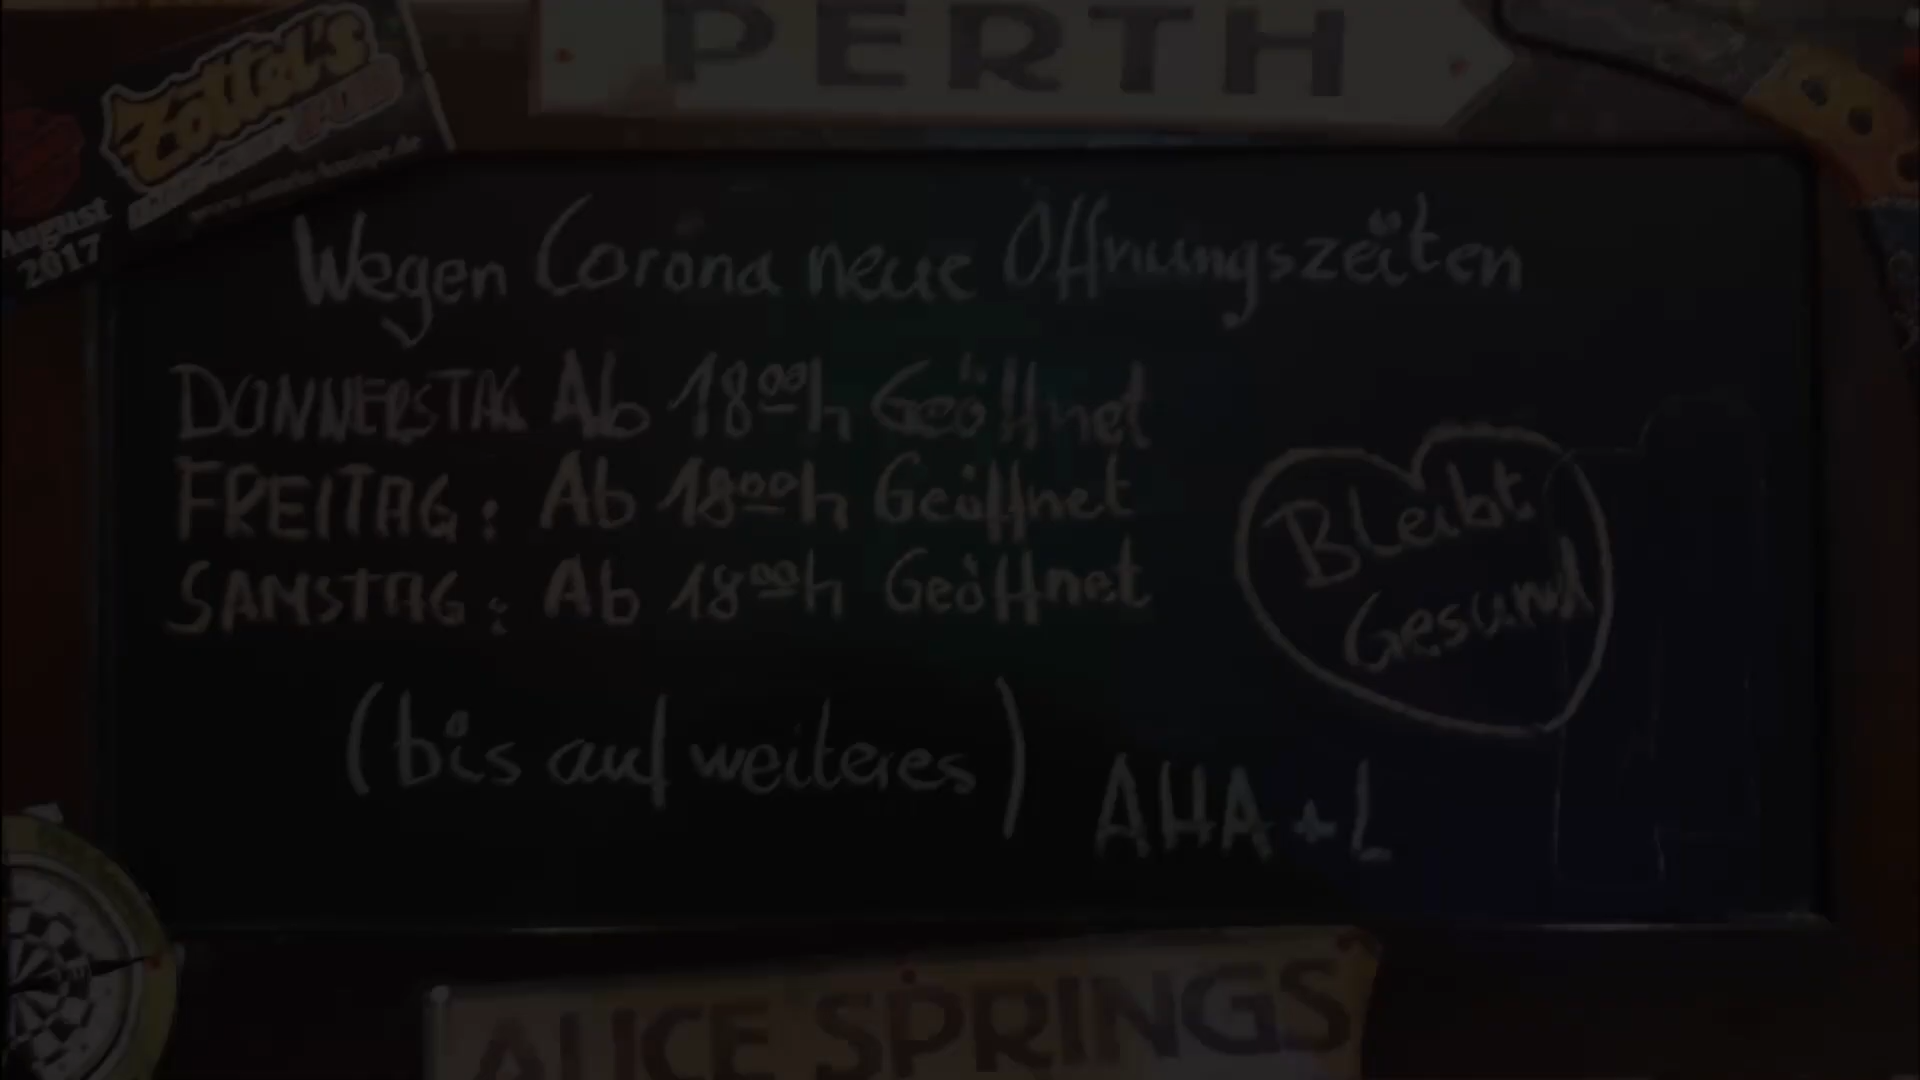 PERTH
Zottel's
August
2017
Wegen Corona neue Öffnungszeiten
DONNERSTAG Ab 18⁰⁰h Geöffnet
FREITAG: Ab 18⁰⁰h Geöffnet
SAMSTAG: Ab 18⁰⁰h Geöffnet
Bleibt
Gesund
(bis auf weiteres)
AHA + L
ALICE SPRINGS